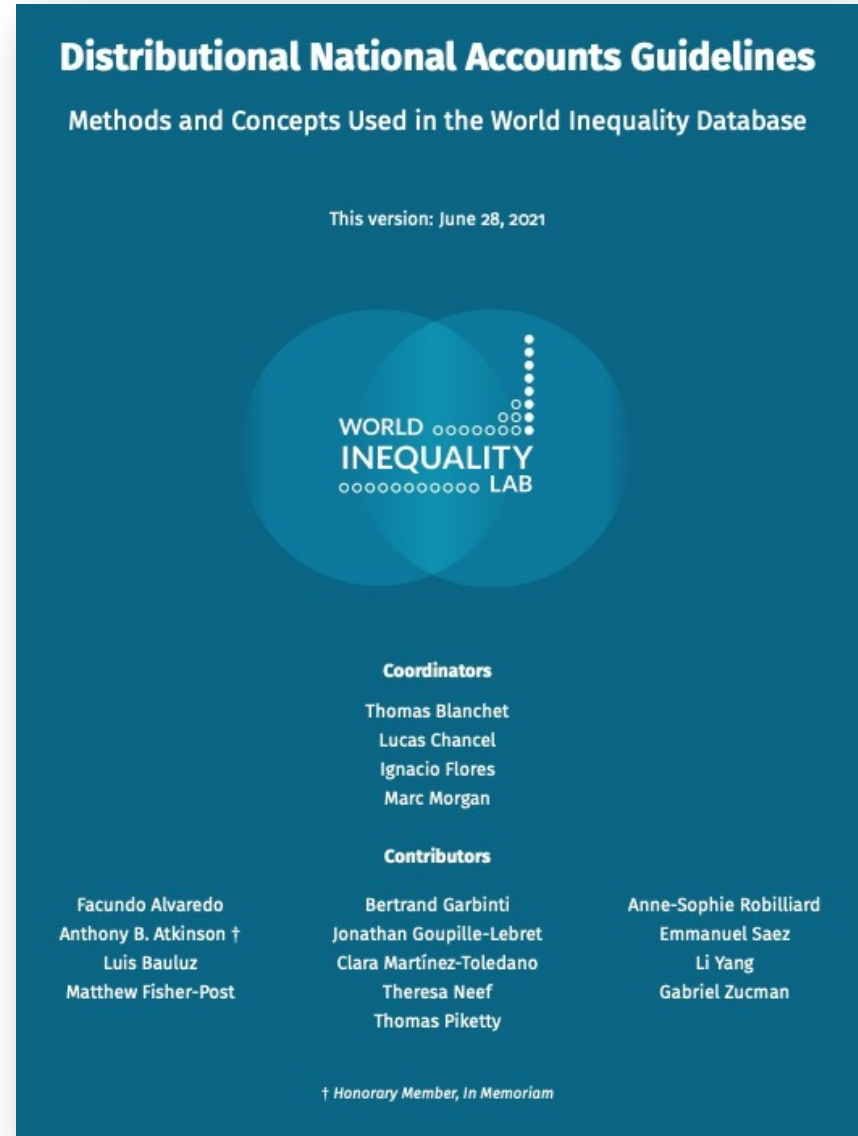 Distributional National Accounts Guidelines
Methods and Concepts Used in the World Inequality Database
This version: June 28, 2021
WORLD
INEQUALITY
LAB
Coordinators
Thomas Blanchet
Lucas Chancel
Ignacio Flores
Marc Morgan
Contributors
Facundo Alvaredo
Anthony B. Atkinson †
Luis Bauluz
Matthew Fisher-Post
Bertrand Garbinti
Jonathan Goupille-Lebret
Clara Martínez-Toledano
Theresa Neef
Thomas Piketty
Anne-Sophie Robilliard
Emmanuel Saez
Li Yang
Gabriel Zucman
† Honorary Member, In Memoriam